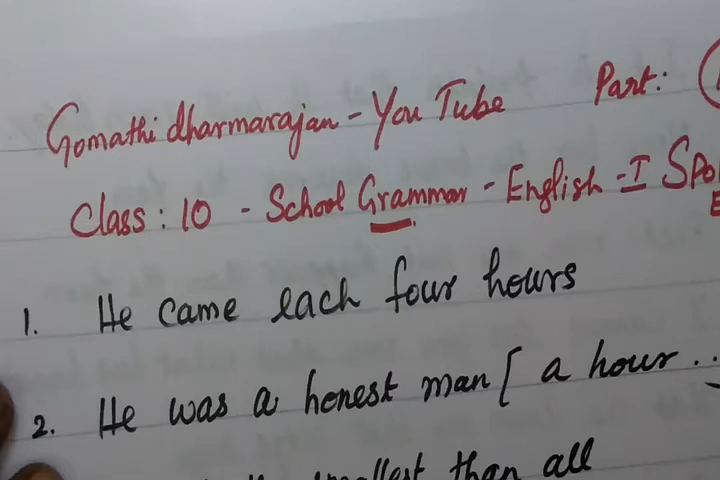 Gomathi dharmarajan - You Tube Part:
Class: 10 - School Grammar - English - I
1. He came each four hours
2. He was a honest man [ a hour ..
smallest than all